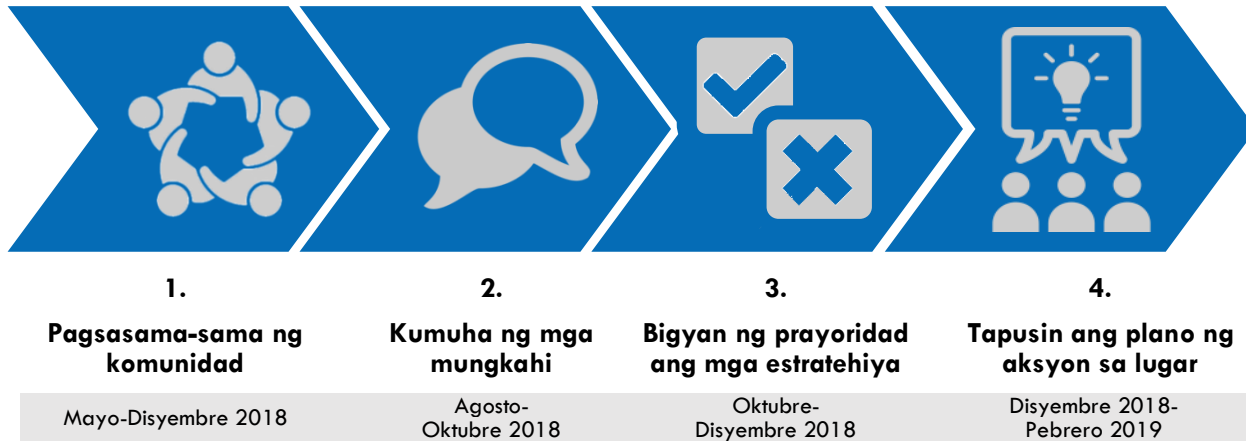 1.
Pagsasama-sama ng
komunidad
Mayo-Disyembre 2018
2.
Kumuha ng mga
mungkahi
Agosto-
Oktubre 2018
3.
Bigyan ng prayoridad
ang mga estratehiya
Oktubre-
Disyembre 2018
4.
Tapusin ang plano ng
aksyon sa lugar
Disyembre 2018-
Pebrero 2019